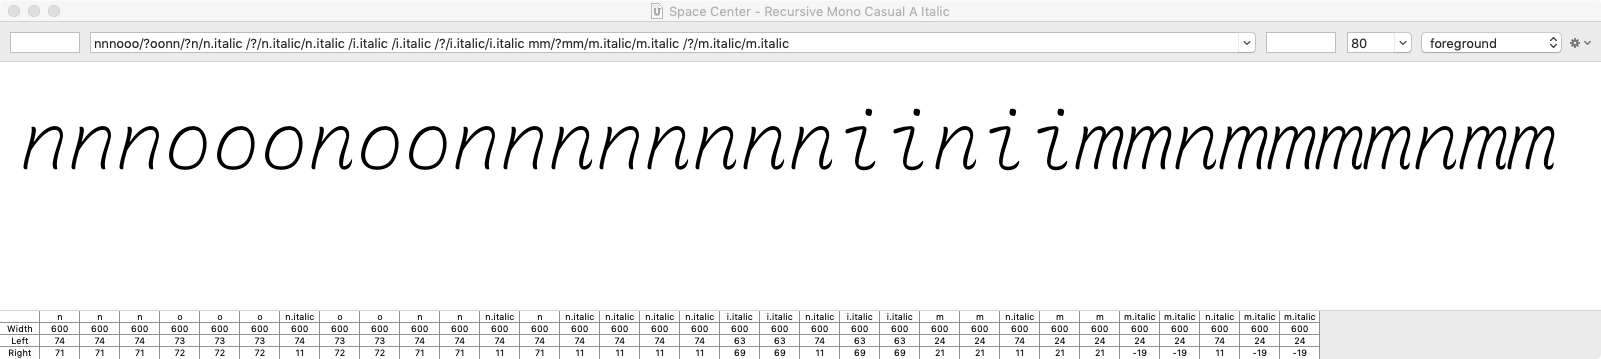 Space Center - Recursive Mono Casual A Italic
nnnooo/?oonn/?n/n.italic /?/n.italic/n.italic /i.italic /i.italic /?/i.italic/i.italic mm/?mm/m.italic/m.italic /?/m.italic/m.italic 80 foreground
nnnooonoonnnnnnnniiniimmnmmmmnmm
n n n o o o n.italic o o n n n.italic n n.italic n.italic n.italic n.italic i.italic i.italic n.italic i.italic i.italic m m n.italic m m m.italic m.italic n.italic m.italic m.italic
Width 600 600 600 600 600 600 600 600 600 600 600 600 600 600 600 600 600 600 600 600 600 600 600 600 600 600 600 600 600 600 600 600
Left 74 74 74 73 73 73 74 73 73 74 74 74 74 74 74 74 74 63 63 74 63 63 24 24 74 24 24 24 24 74 24 24
Right 71 71 71 72 72 72 11 72 72 71 71 11 71 11 11 11 11 69 69 11 69 69 21 21 11 21 21 -19 -19 11 -19 -19